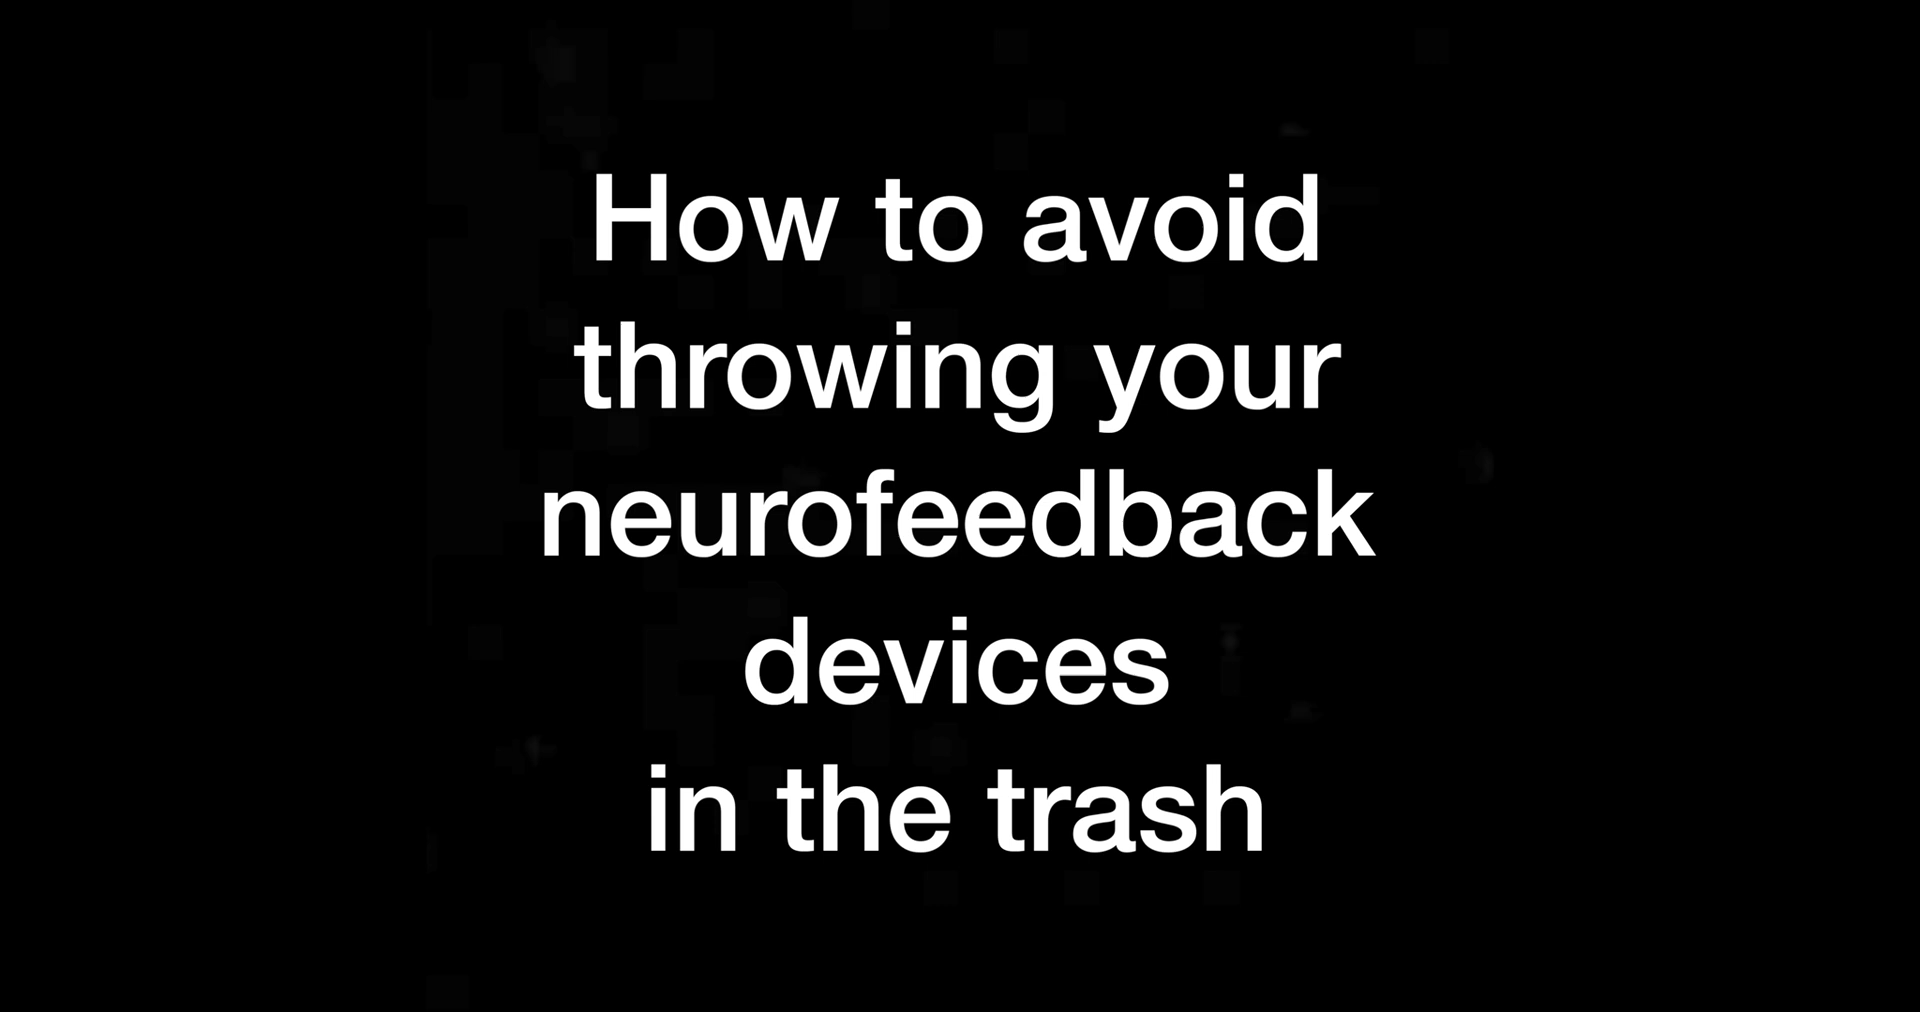 How to avoid
throwing your
neurofeedback
devices
in the trash